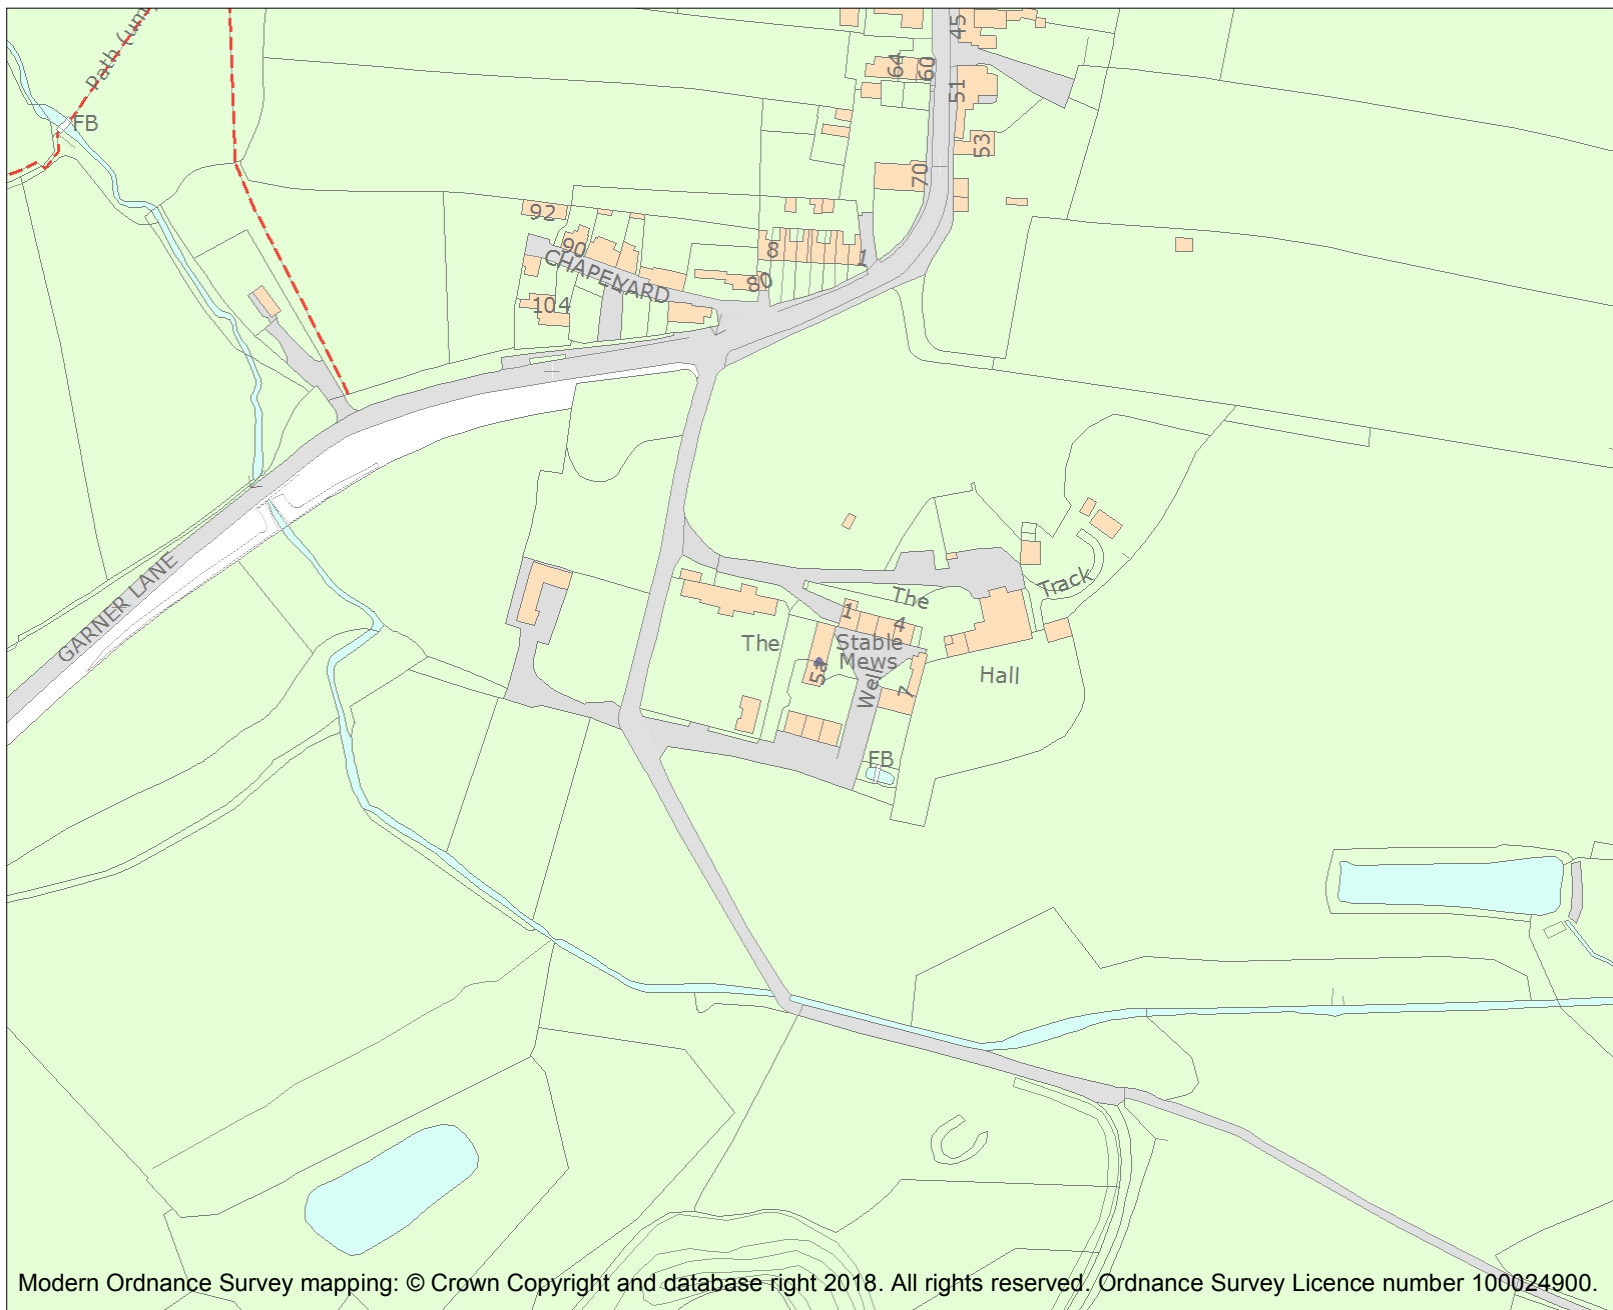 45
Path (um
64
60
51
FB
53
70
92
90
8
1
CHAPEL YARD
80
104
GARNER LANE
Track
The
1
4
The
Stable
Mews
5a
Well
7
Hall
FB
Modern Ordnance Survey mapping: © Crown Copyright and database right 2018. All rights reserved. Ordnance Survey Licence number 100024900.